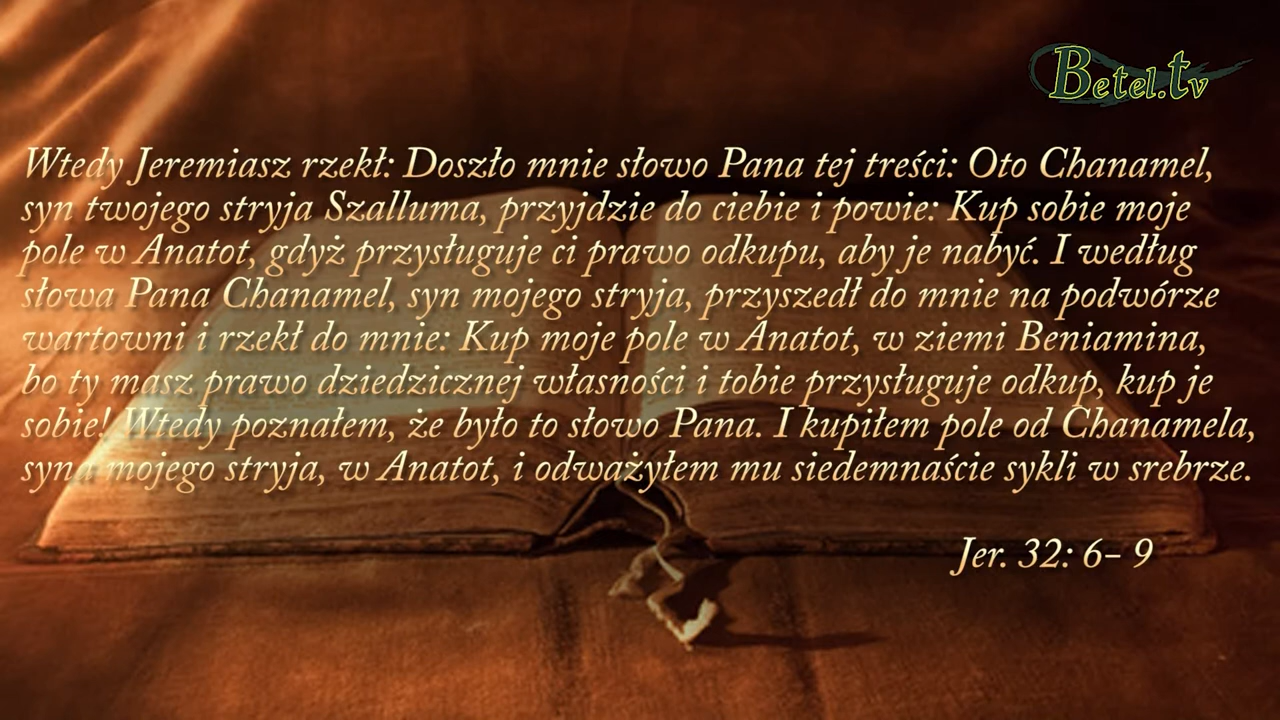 Betel.tv
Wtedy Jeremiasz rzekł: Doszło mnie słowo Pana tej treści: Oto Chanamel,
syn twojego stryja Szalluma, przyjdzie do ciebie i powie: Kup sobie moje
pole w Anatot, gdyż przysługuje ci prawo odkupu, aby je nabyć. I według
słowa Pana Chanamel, syn mojego stryja, przyszedł do mnie na podwórze
wartowni i rzekł do mnie: Kup moje pole w Anatot, w ziemi Beniamina,
bo ty masz prawo dziedzicznej własności i tobie przysługuje odkup, kup je
sobie! Wtedy poznałem, że było to słowo Pana. I kupiłem pole od Chanamela,
syna mojego stryja, w Anatot, i odważyłem mu siedemnaście sykli w srebrze.
Jer. 32: 6– 9